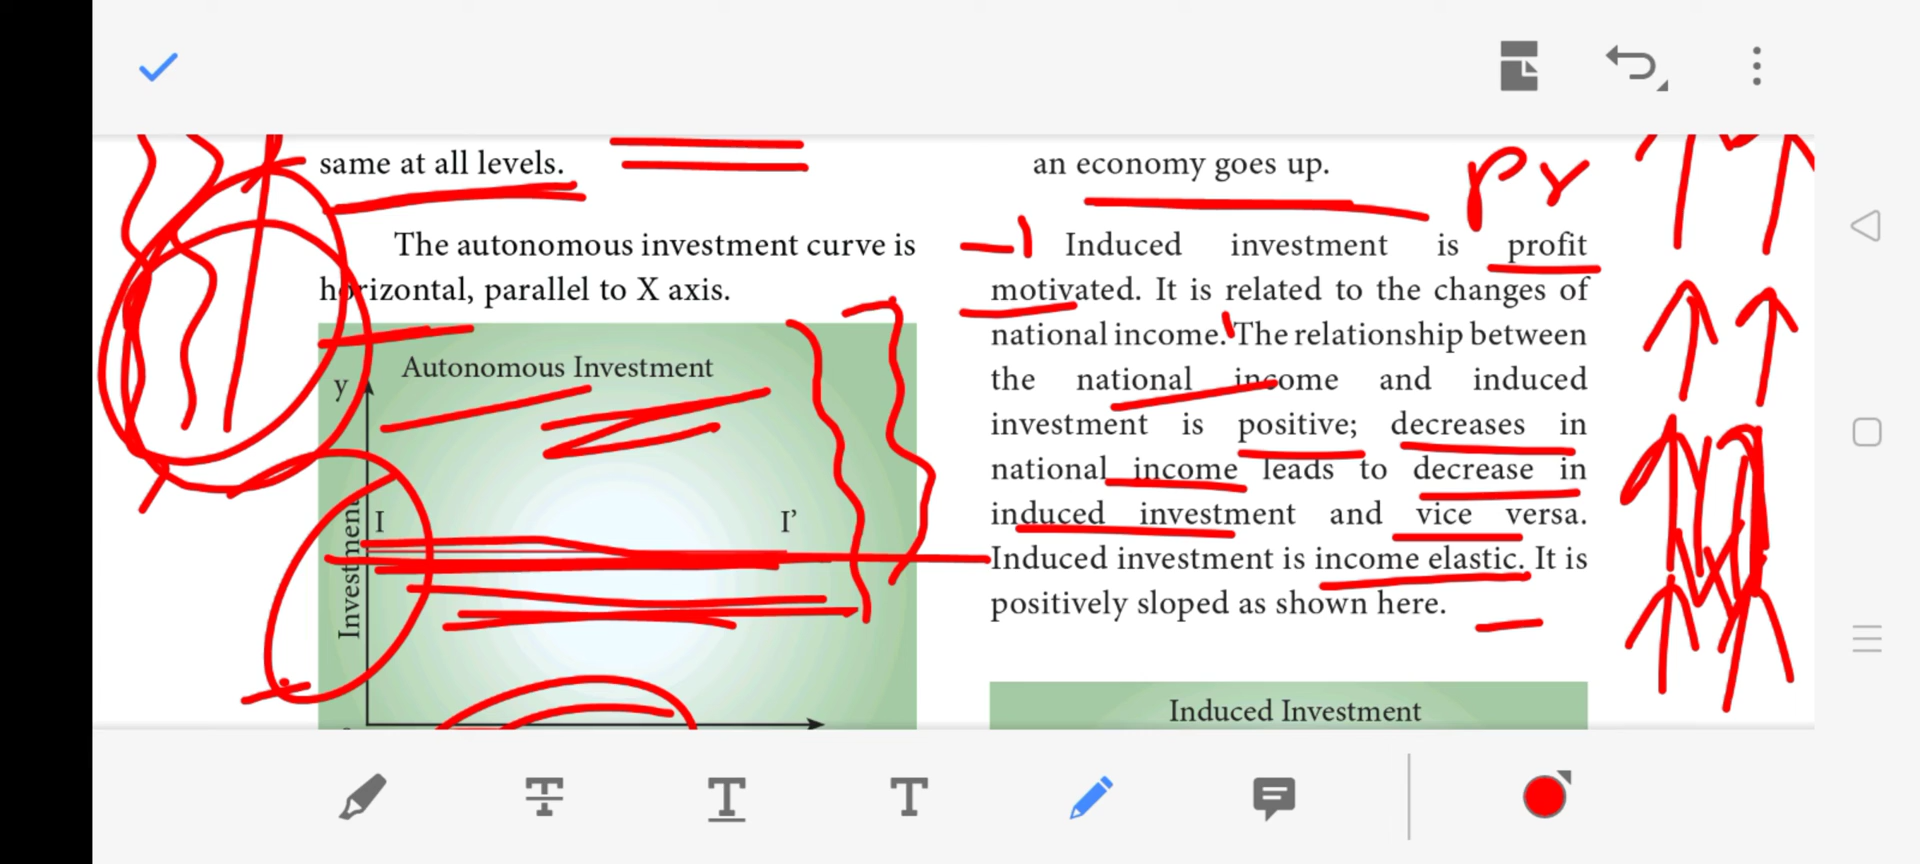 same at all levels.
The autonomous investment curve is
horizontal, parallel to X axis.
Autonomous Investment
y
I
I’
Investment
an economy goes up.
Pr
Induced investment is profit
motivated. It is related to the changes of
national income. The relationship between
the national income and induced
investment is positive; decreases in
national income leads to decrease in
induced investment and vice versa.
Induced investment is income elastic. It is
positively sloped as shown here.
Induced Investment
T
T
T